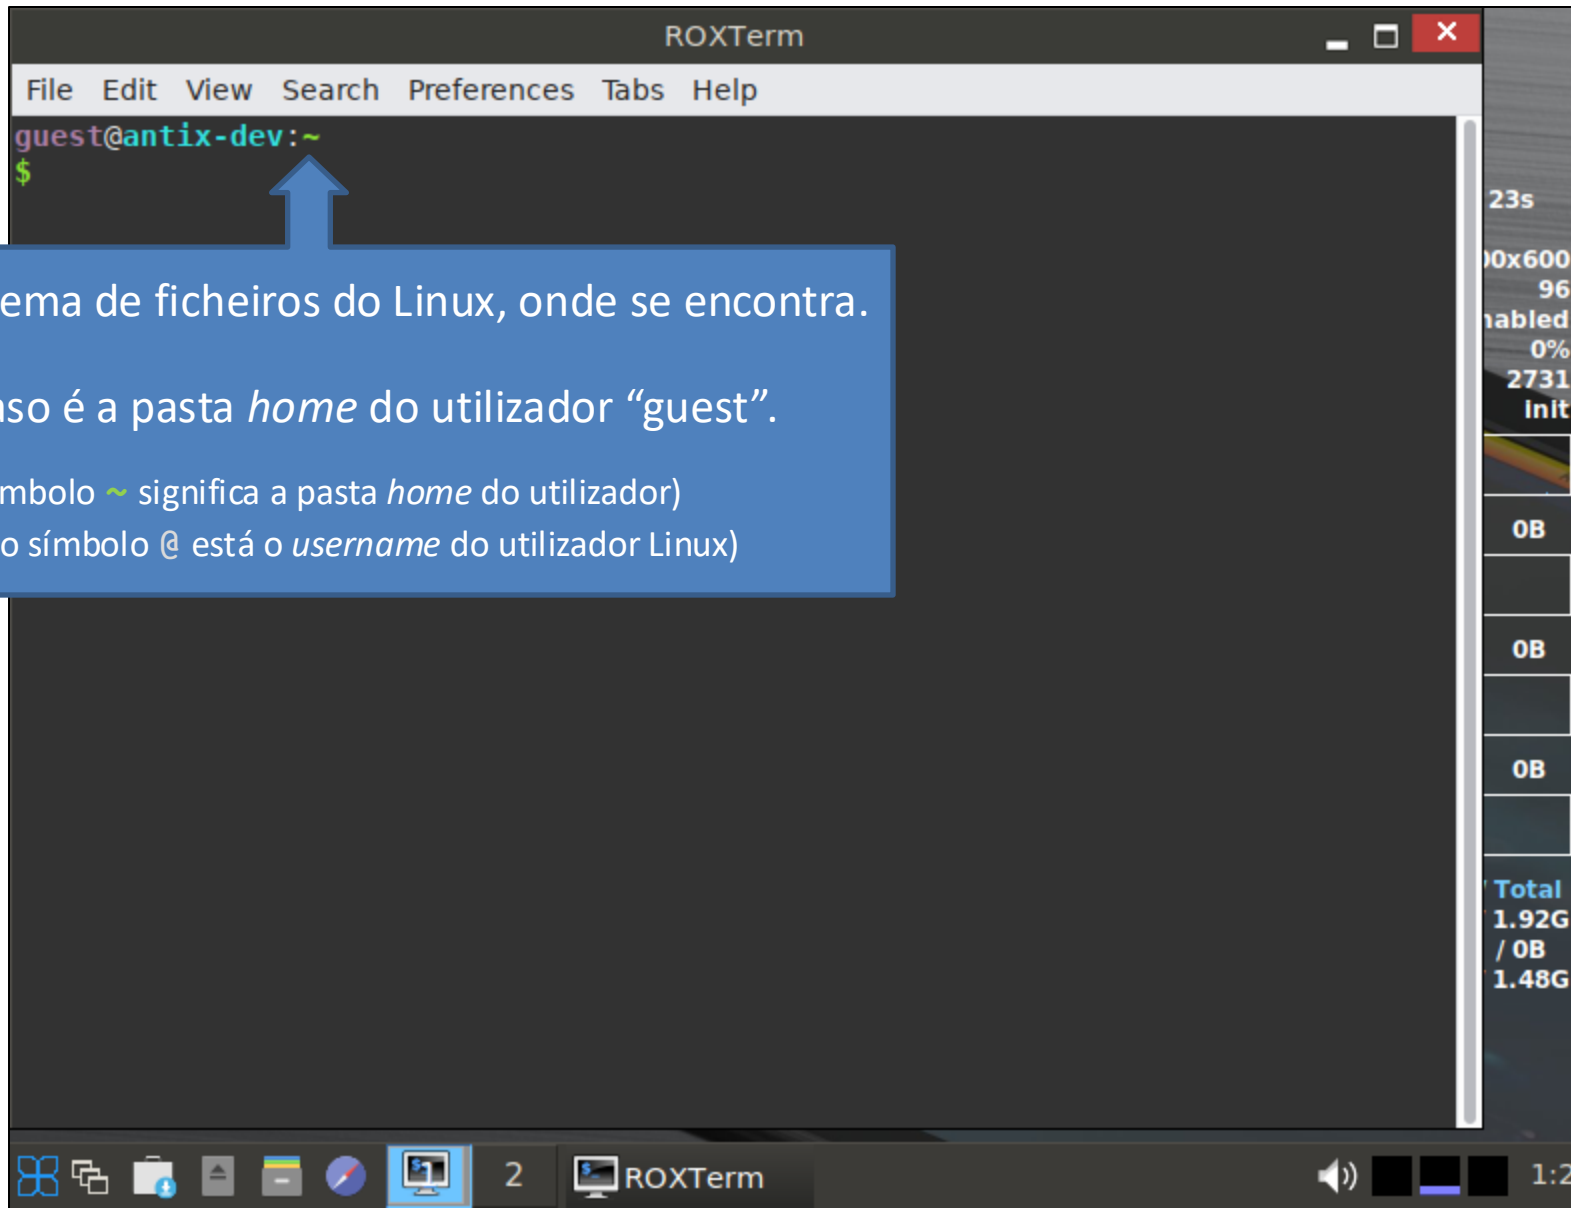 ROXTerm
File Edit View Search Preferences Tabs Help
guest@antix-dev:~
$
ema de ficheiros do Linux, onde se encontra.
so é a pasta home do utilizador “guest”.
mbolo ~ significa a pasta home do utilizador)
o símbolo @ está o username do utilizador Linux)
23s
0x600
96
nabled
0%
2731
init
0B
0B
0B
Total
1.92G
/ 0B
1.48G
1 2 ROXTerm 1:2